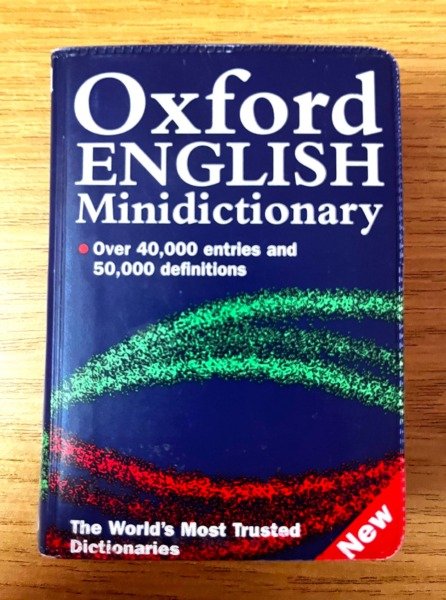 Oxford
ENGLISH
Minidictionary
• Over 40,000 entries and
50,000 definitions
The World's Most Trusted
Dictionaries
New